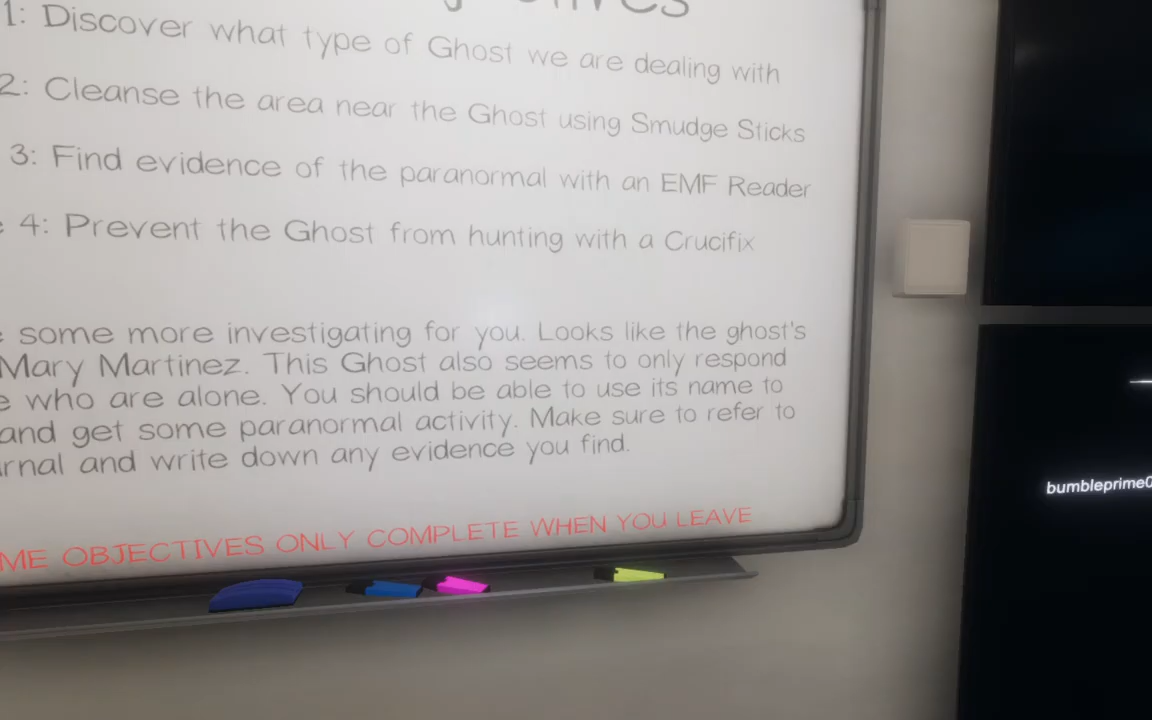 1: Discover what type of Ghost we are dealing with
2: Cleanse the area near the Ghost using Smudge Sticks
3: Find evidence of the paranormal with an EMF Reader
4: Prevent the Ghost from hunting with a Crucifix
some more investigating for you. Looks like the ghost's
Mary Martinez. This Ghost also seems to only respond
who are alone. You should be able to use its name to
and get some paranormal activity. Make sure to refer to
and write down any evidence you find.
OBJECTIVES ONLY COMPLETE WHEN YOU LEAVE
bumbleprime0